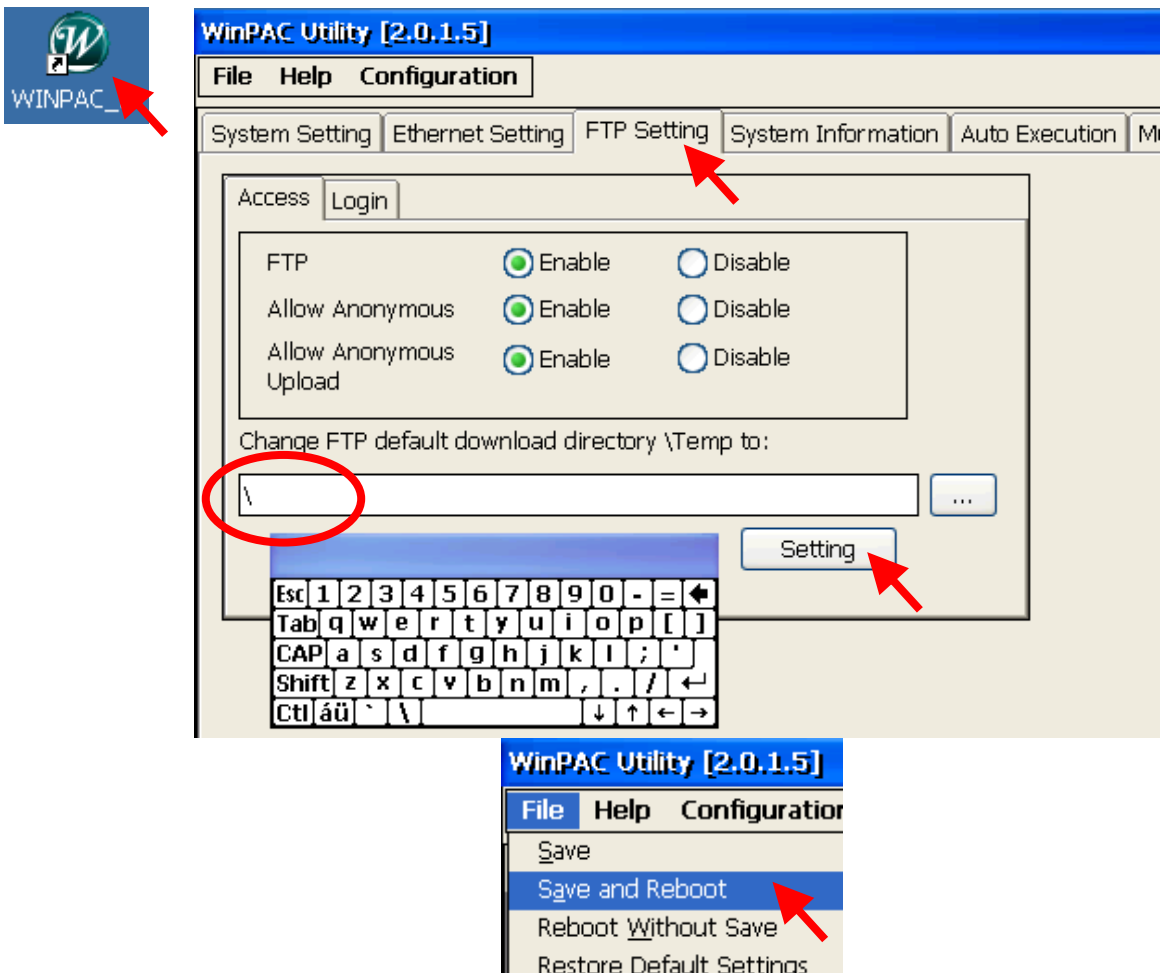 WINPAC_
WinPAC Utility [2.0.1.5]
File Help Configuration
System Setting Ethernet Setting FTP Setting System Information Auto Execution
Access Login
FTP Enable Disable
Allow Anonymous Enable Disable
Allow Anonymous Upload Enable Disable
Change FTP default download directory \Temp to:
\ ...
Setting
Esc 1 2 3 4 5 6 7 8 9 0 - = 🡄
Tab q w e r t y u i o p [ ]
CAP a s d f g h j k l ; '
Shift z x c v b n m , . / ↵
Ctl áü ` \ ↓ ↑ ← →
WinPAC Utility [2.0.1.5]
File Help Configuration
Save
Save and Reboot
Reboot Without Save
Restore Default Settings